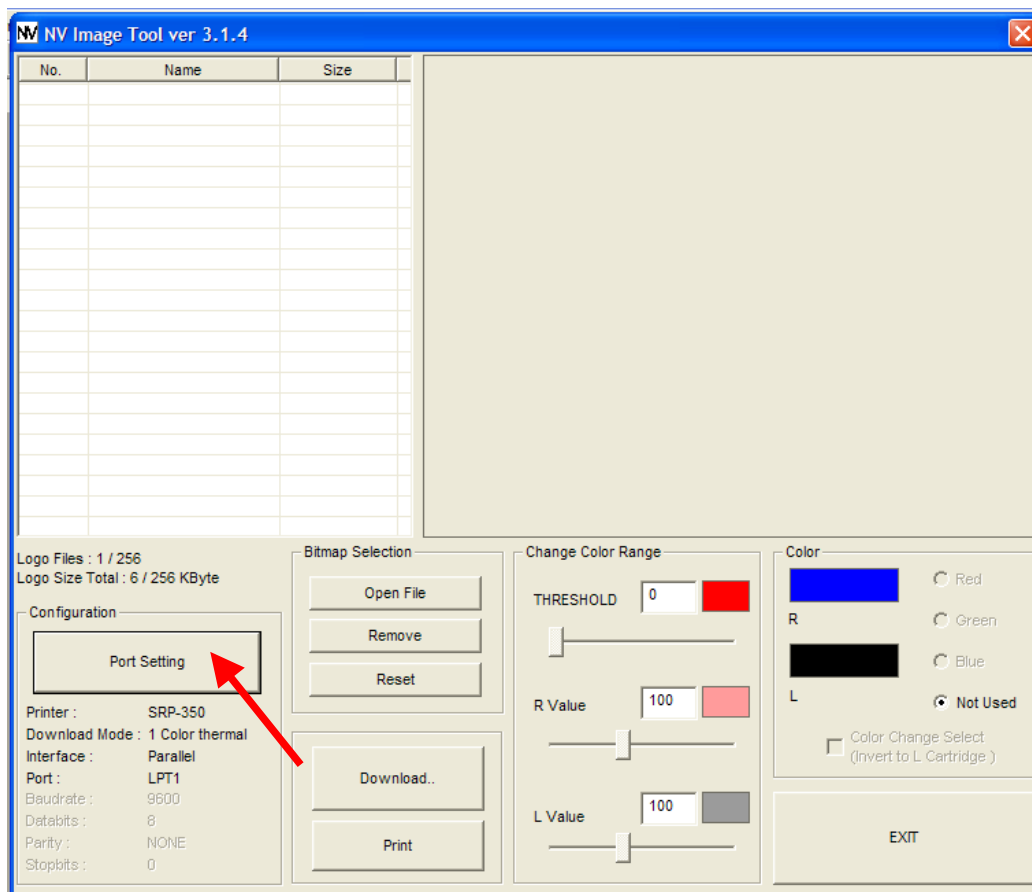 NV Image Tool ver 3.1.4
No. Name Size
Logo Files : 1 / 256
Logo Size Total : 6 / 256 KByte
Configuration
Port Setting
Printer : SRP-350
Download Mode : 1 Color thermal
Interface : Parallel
Port : LPT1
Baudrate : 9600
Databits : 8
Parity : NONE
Stopbits : 0
Bitmap Selection
Open File
Remove
Reset
Download..
Print
Change Color Range
THRESHOLD 0
R Value 100
L Value 100
Color
R
L
Red
Green
Blue
Not Used
Color Change Select
(Invert to L Cartridge )
EXIT